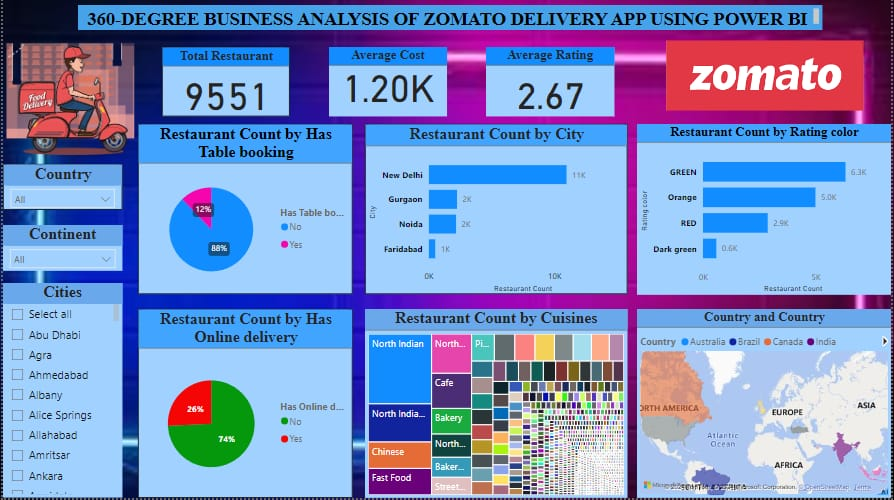 360-DEGREE BUSINESS ANALYSIS OF ZOMATO DELIVERY APP USING POWER BI
Food
Delivery
Total Restaurant
9551
Average Cost
1.20K
Average Rating
2.67
zomato
Country
All
Continent
All
Cities
Select all
Abu Dhabi
Agra
Ahmedabad
Albany
Alice Springs
Allahabad
Amritsar
Ankara
Restaurant Count by Has
Table booking
12%
88%
Has Table bo...
No
Yes
Restaurant Count by City
City
New Delhi
11K
Gurgaon
2K
Noida
2K
Faridabad
1K
0K
10K
Restaurant Count
Restaurant Count by Rating color
Rating color
GREEN
6.3K
Orange
5.0K
RED
2.9K
Dark green
0.6K
0K
5K
Restaurant Count
Restaurant Count by Has
Online delivery
26%
74%
Has Online d...
No
Yes
Restaurant Count by Cuisines
North Indian
North India...
Chinese
Fast Food
North...
Cafe
Bakery
North...
Baker...
Street...
Pi...
Country and Country
Country
Australia
Brazil
Canada
India
NORTH AMERICA
EUROPE
ASIA
Atlantic
Ocean
AFRICA
Microsoft Corporation, © OpenStreetMap Terms